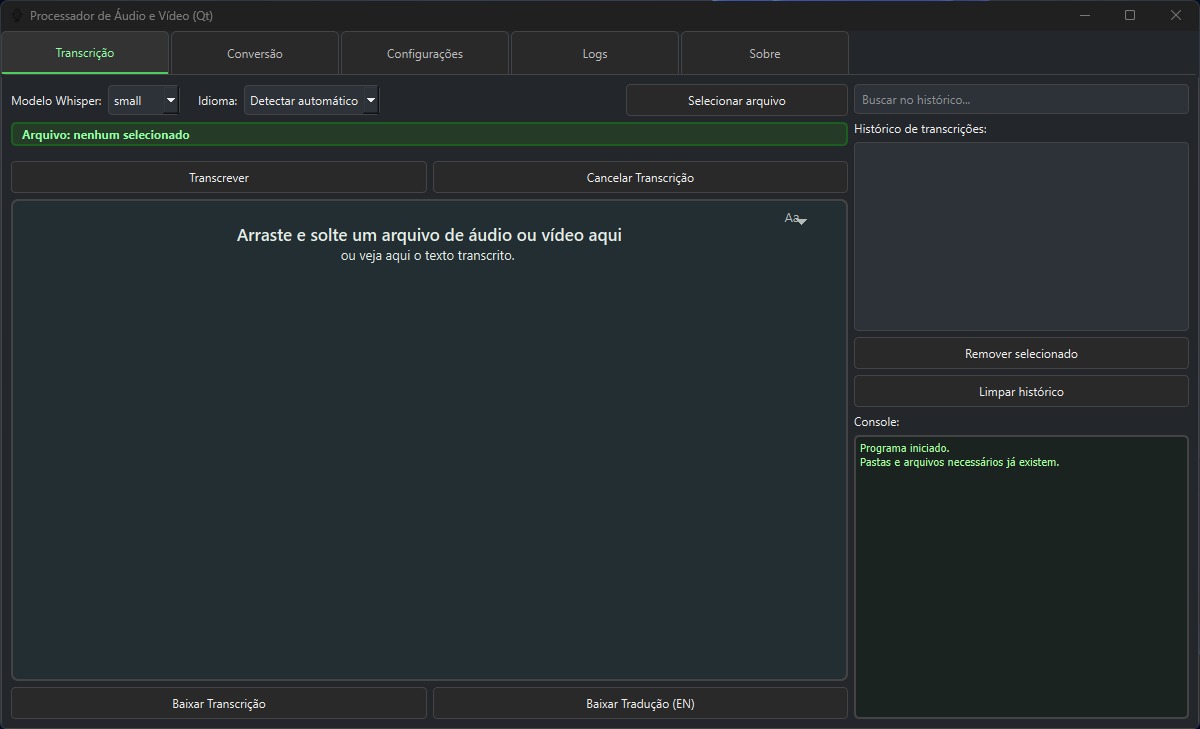 Processador de Áudio e Vídeo (Qt)
Transcrição
Conversão
Configurações
Logs
Sobre
Modelo Whisper:
small
Idioma:
Detectar automático
Selecionar arquivo
Arquivo: nenhum selecionado
Transcrever
Cancelar Transcrição
Aa
Arraste e solte um arquivo de áudio ou vídeo aqui
ou veja aqui o texto transcrito.
Baixar Transcrição
Baixar Tradução (EN)
Buscar no histórico...
Histórico de transcrições:
Remover selecionado
Limpar histórico
Console:
Programa iniciado.
Pastas e arquivos necessários já existem.